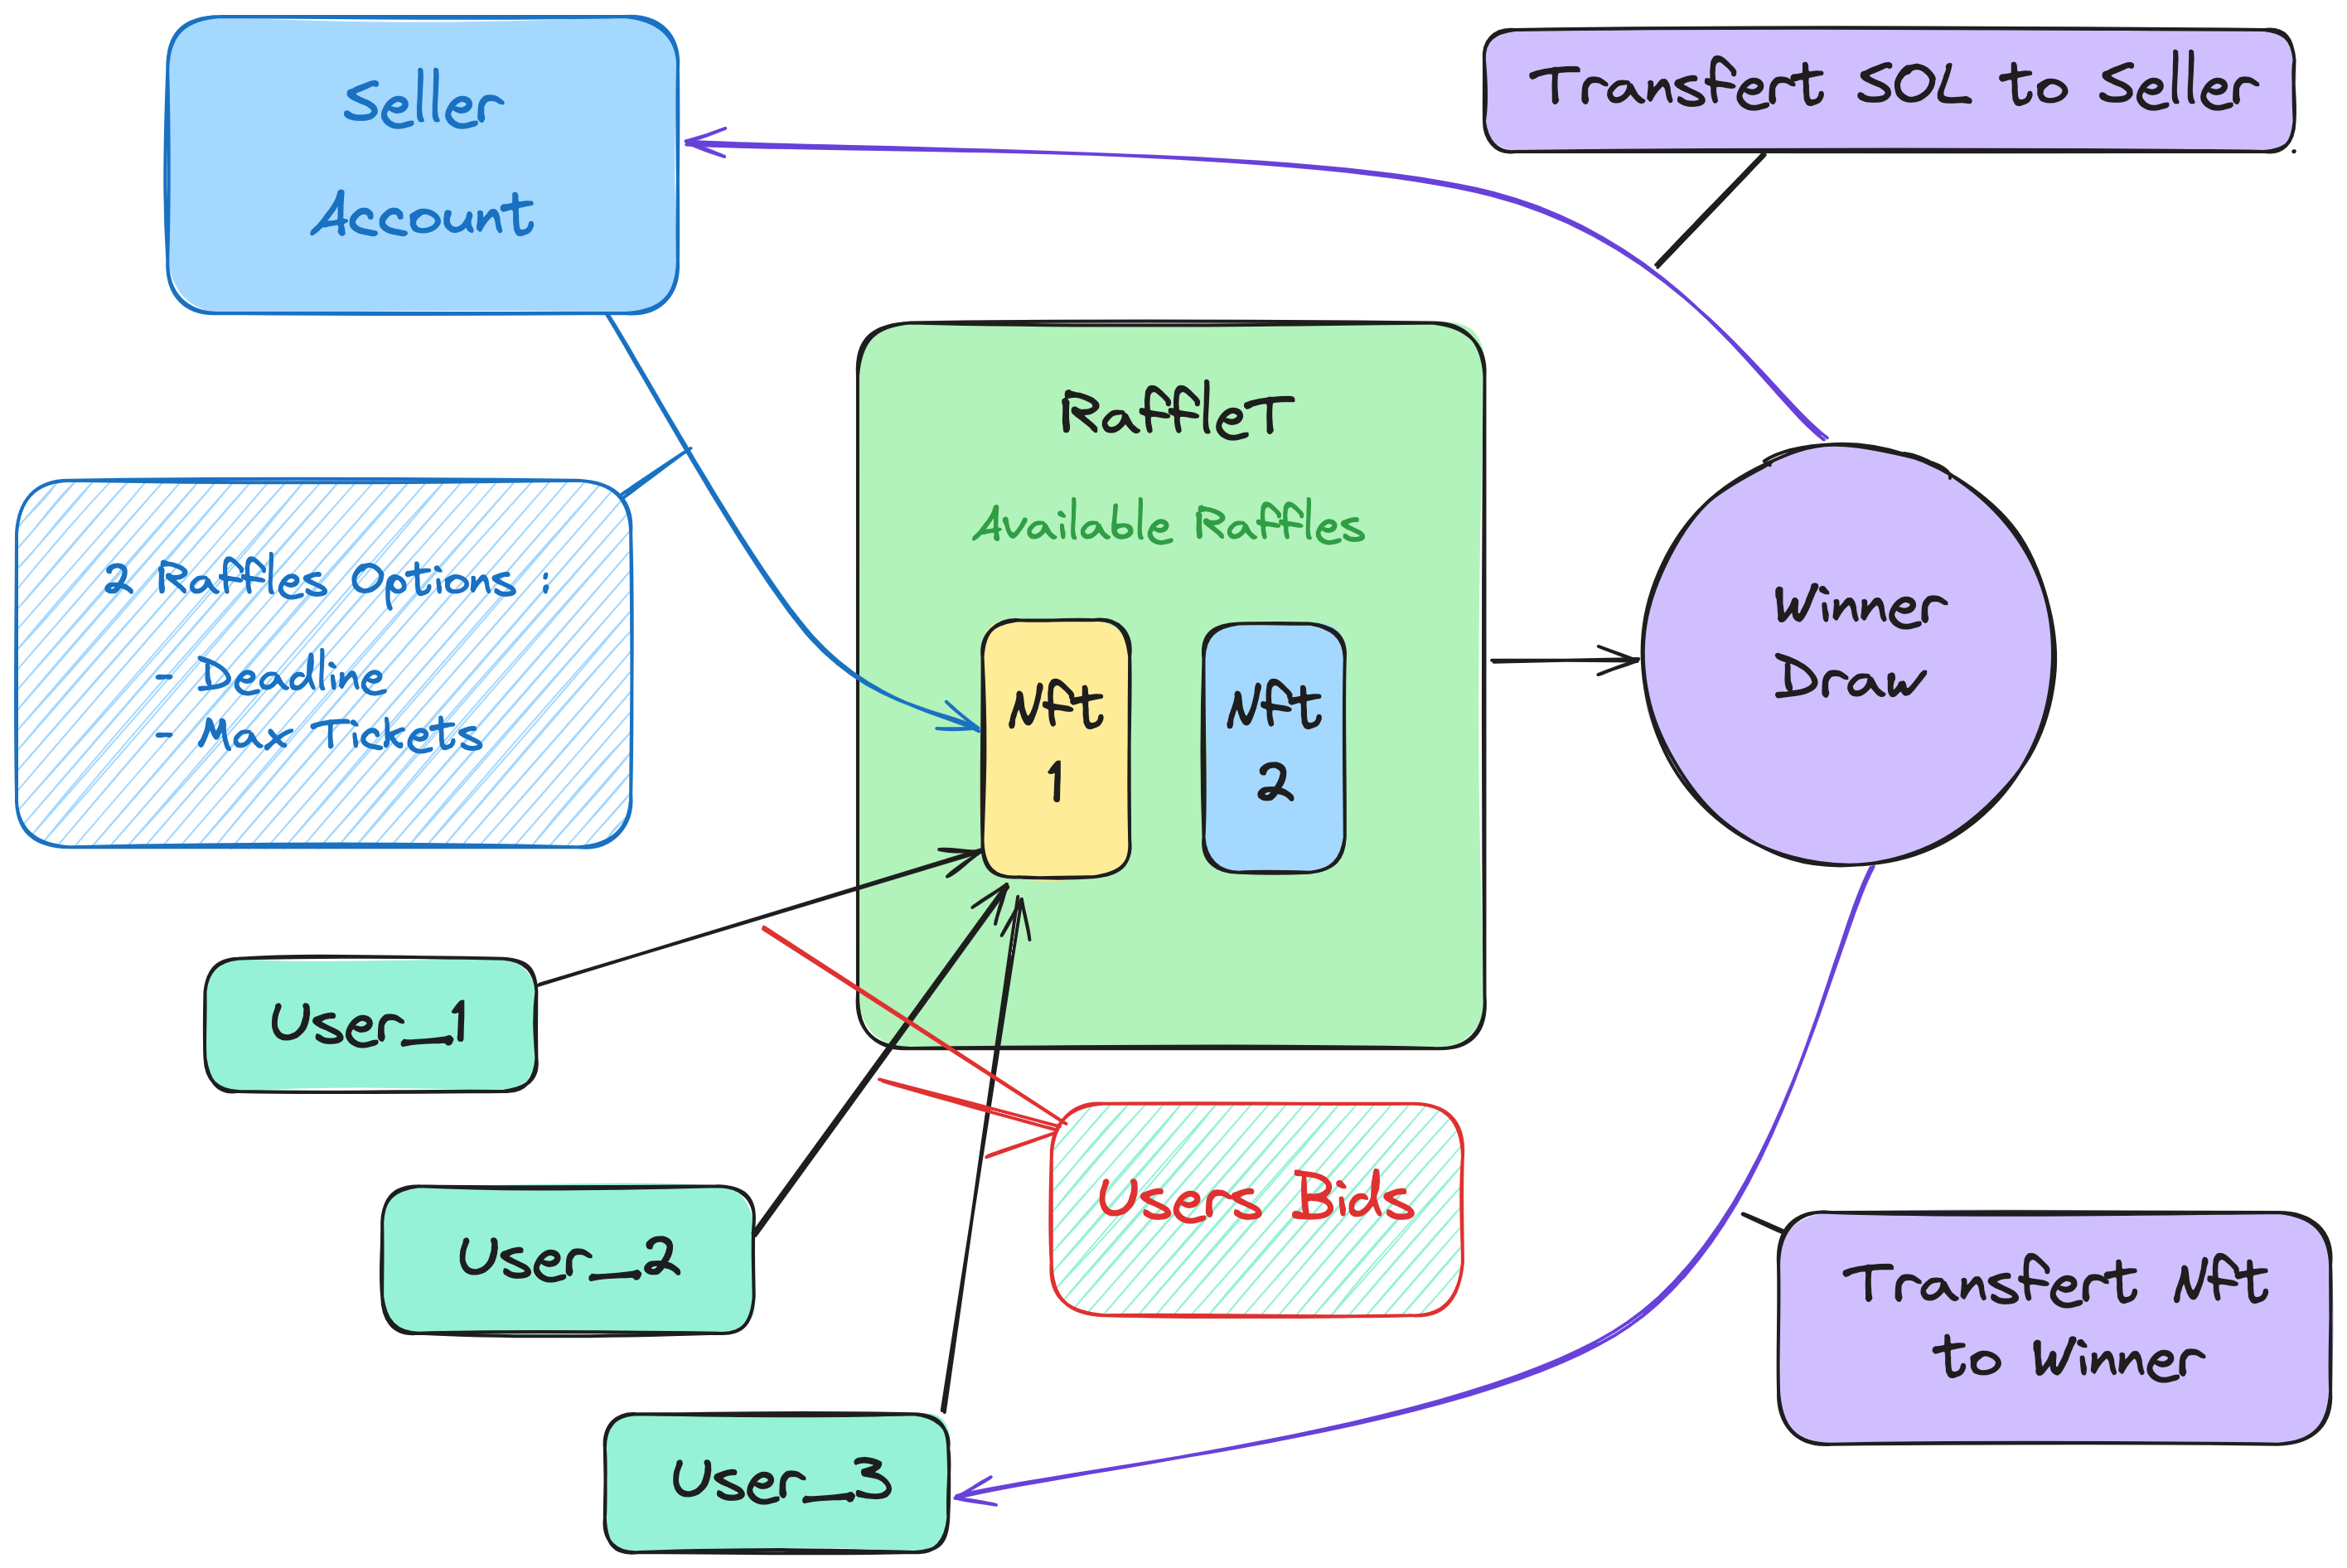 Seller
Account
Transfert SOL to Seller
RaffleT
Available Raffles
2 Raffles Options :
- Deadline
- Max Tickets
Nft
1
Nft
2
Winner
Draw
User_1
User_2
User_3
Users Bids
Transfert Nft
to Winner